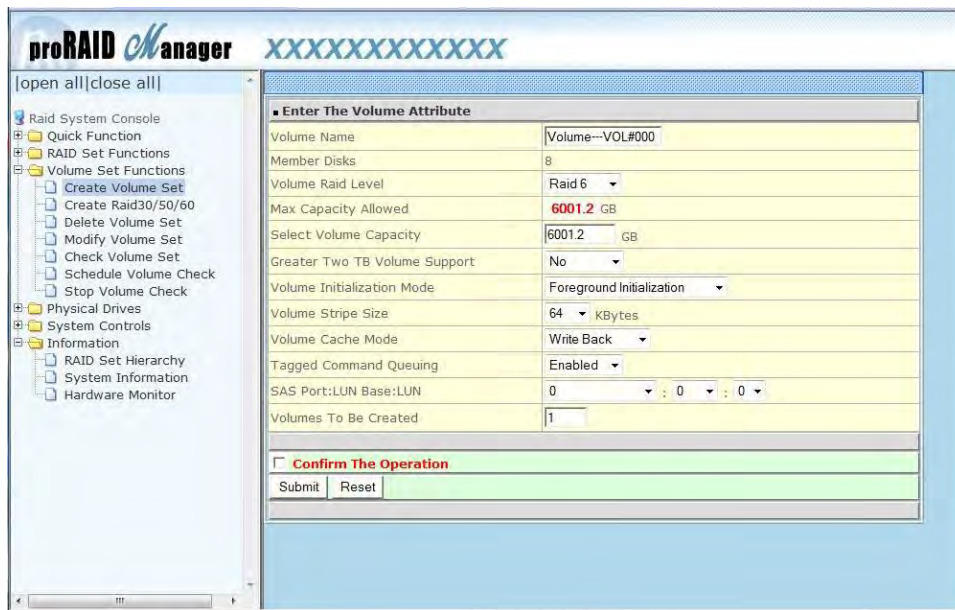 proRAID Manager XXXXXXXXXXXX
|open all|close all|
Raid System Console
Quick Function
RAID Set Functions
Volume Set Functions
Create Volume Set
Create Raid30/50/60
Delete Volume Set
Modify Volume Set
Check Volume Set
Schedule Volume Check
Stop Volume Check
Physical Drives
System Controls
Information
RAID Set Hierarchy
System Information
Hardware Monitor
Enter The Volume Attribute
Volume Name Volume---VOL#000
Member Disks 8
Volume Raid Level Raid 6
Max Capacity Allowed 6001.2 GB
Select Volume Capacity 6001.2 GB
Greater Two TB Volume Support No
Volume Initialization Mode Foreground Initialization
Volume Stripe Size 64 KBytes
Volume Cache Mode Write Back
Tagged Command Queuing Enabled
SAS Port:LUN Base:LUN 0 : 0 : 0
Volumes To Be Created 1
Confirm The Operation
Submit Reset